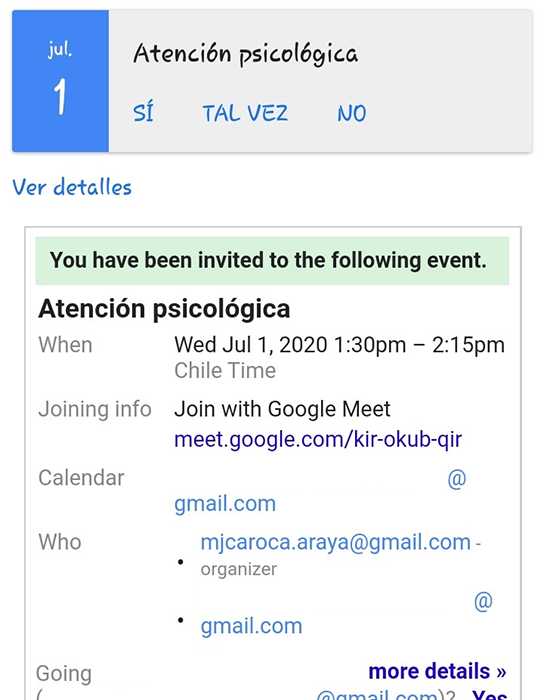 jul.
1
Atención psicológica
SÍ TAL VEZ NO
Ver detalles
You have been invited to the following event.
Atención psicológica
When Wed Jul 1, 2020 1:30pm – 2:15pm
Chile Time
Joining info Join with Google Meet
meet.google.com/kir-okub-qir
Calendar @
gmail.com
Who • mjcaroca.araya@gmail.com -
organizer
• @
gmail.com
more details »
Going
( @gmail.com)? Yes